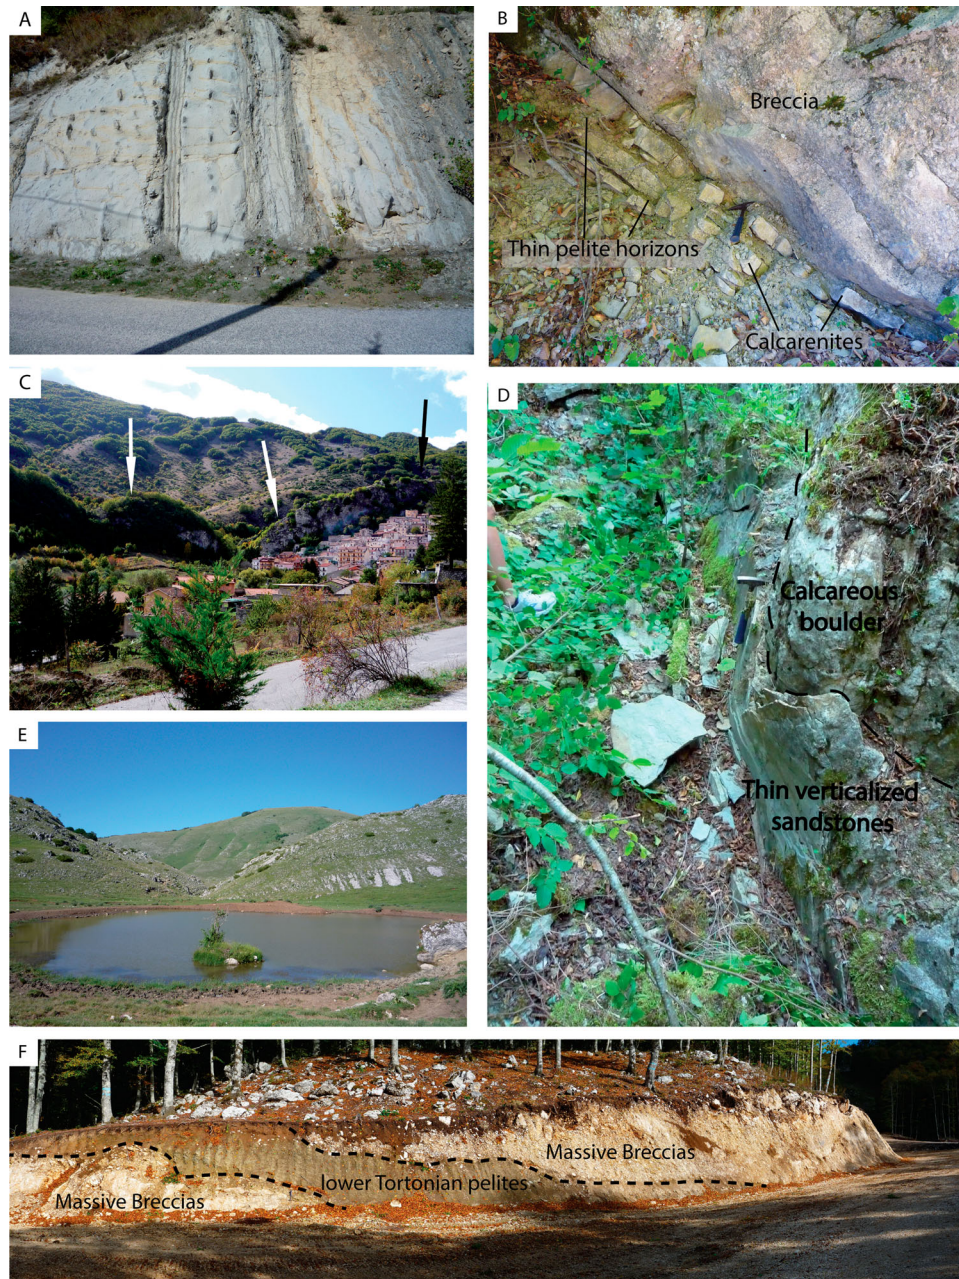 A
B
Breccia
Thin pelite horizons
Calcarenites
C
D
Calcareous
boulder
Thin verticalized
sandstones
E
F
Massive Breccias
lower Tortonian pelites
Massive Breccias